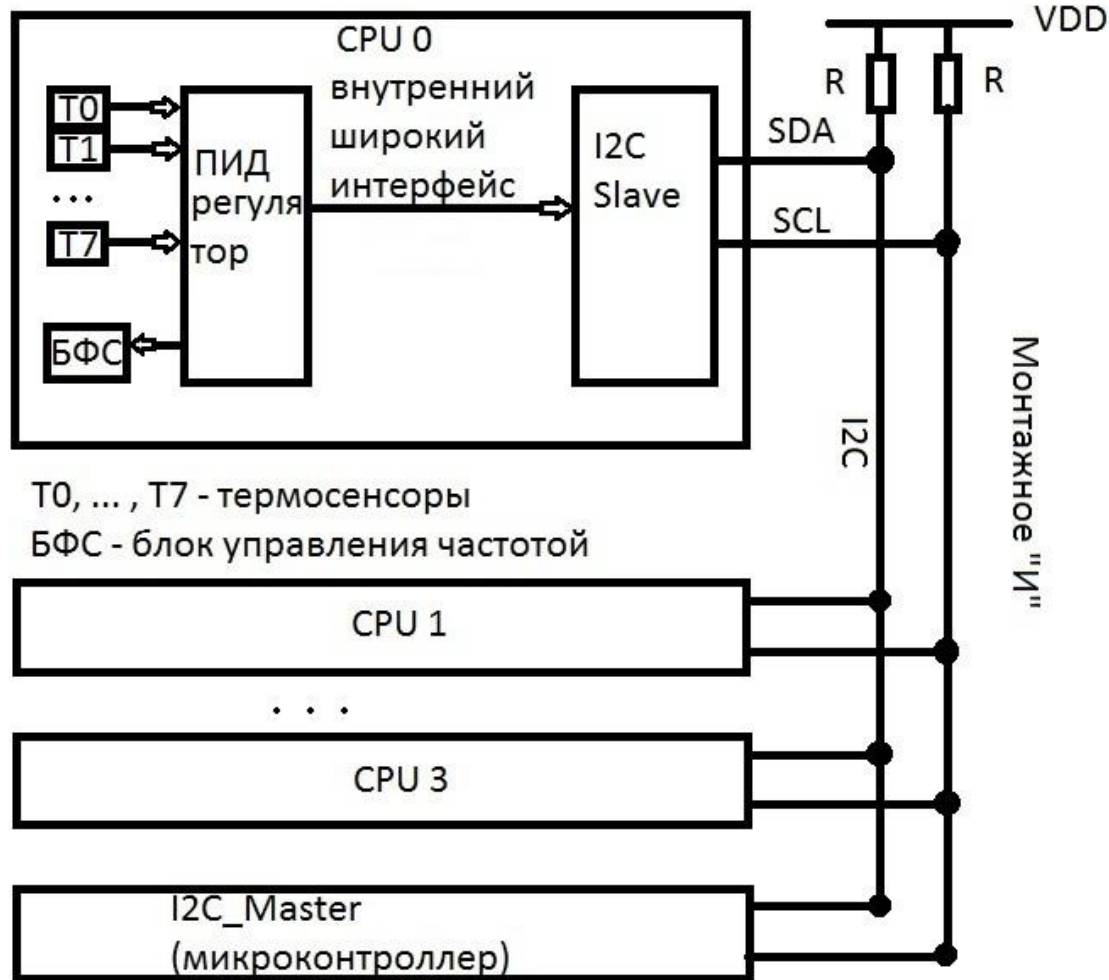 CPU 0
внутренний
широкий
интерфейс
T0
T1
...
T7
БФС
ПИД
регуля
тор
I2C
Slave
SDA
SCL
R
R
VDD
I2C
Монтажное "И"
T0, ... , T7 - термосенсоры
БФС - блок управления частотой
CPU 1
. . .
CPU 3
I2C_Master
(микроконтроллер)